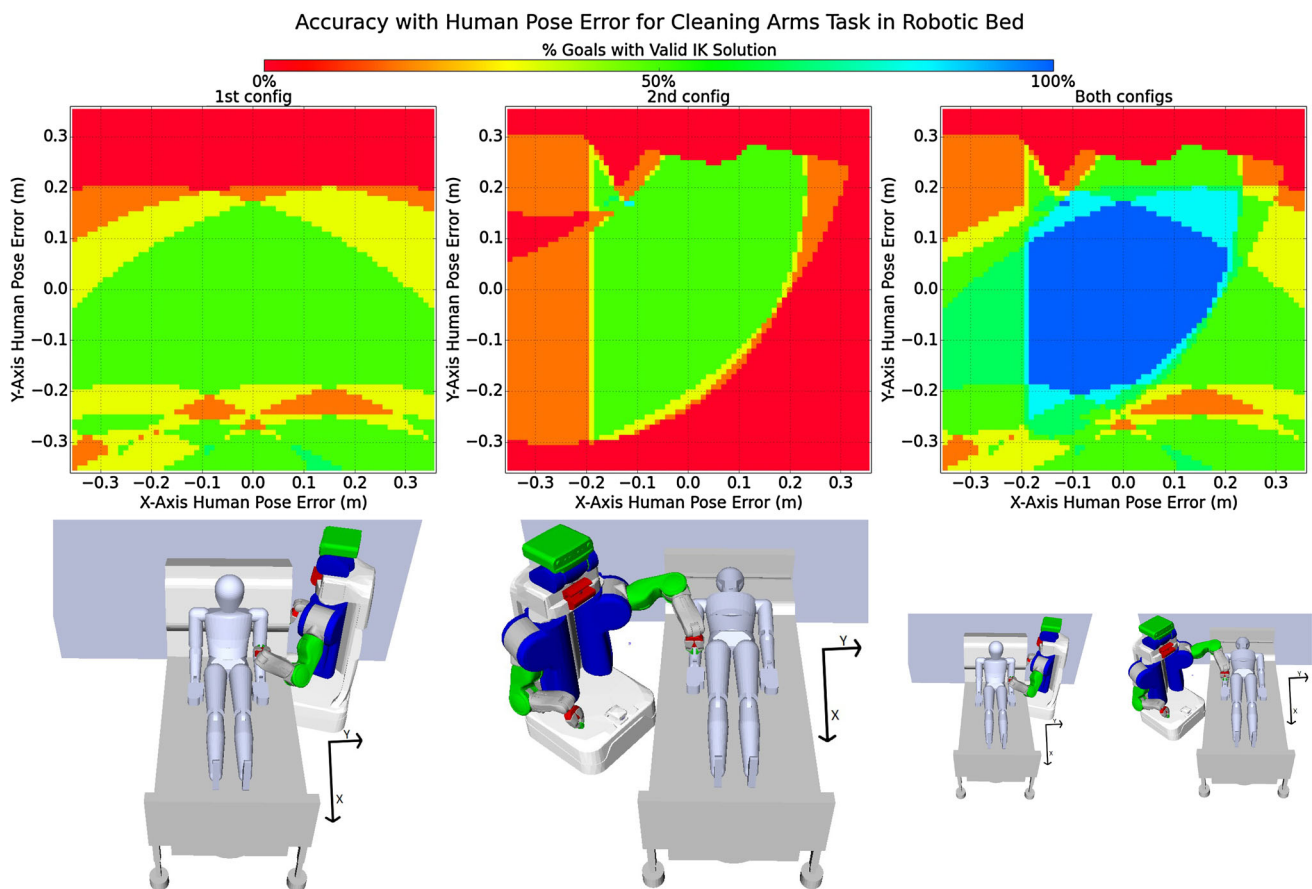 Accuracy with Human Pose Error for Cleaning Arms Task in Robotic Bed
% Goals with Valid IK Solution
0% 50% 100%
1st config 2nd config Both configs
Y-Axis Human Pose Error (m)
0.3
0.2
0.1
0.0
−0.1
−0.2
−0.3
−0.3 −0.2 −0.1 0.0 0.1 0.2 0.3
X-Axis Human Pose Error (m)
Y-Axis Human Pose Error (m)
0.3
0.2
0.1
0.0
−0.1
−0.2
−0.3
−0.3 −0.2 −0.1 0.0 0.1 0.2 0.3
X-Axis Human Pose Error (m)
Y-Axis Human Pose Error (m)
0.3
0.2
0.1
0.0
−0.1
−0.2
−0.3
−0.3 −0.2 −0.1 0.0 0.1 0.2 0.3
X-Axis Human Pose Error (m)
Y
X
Y
X
Y
X
Y
X